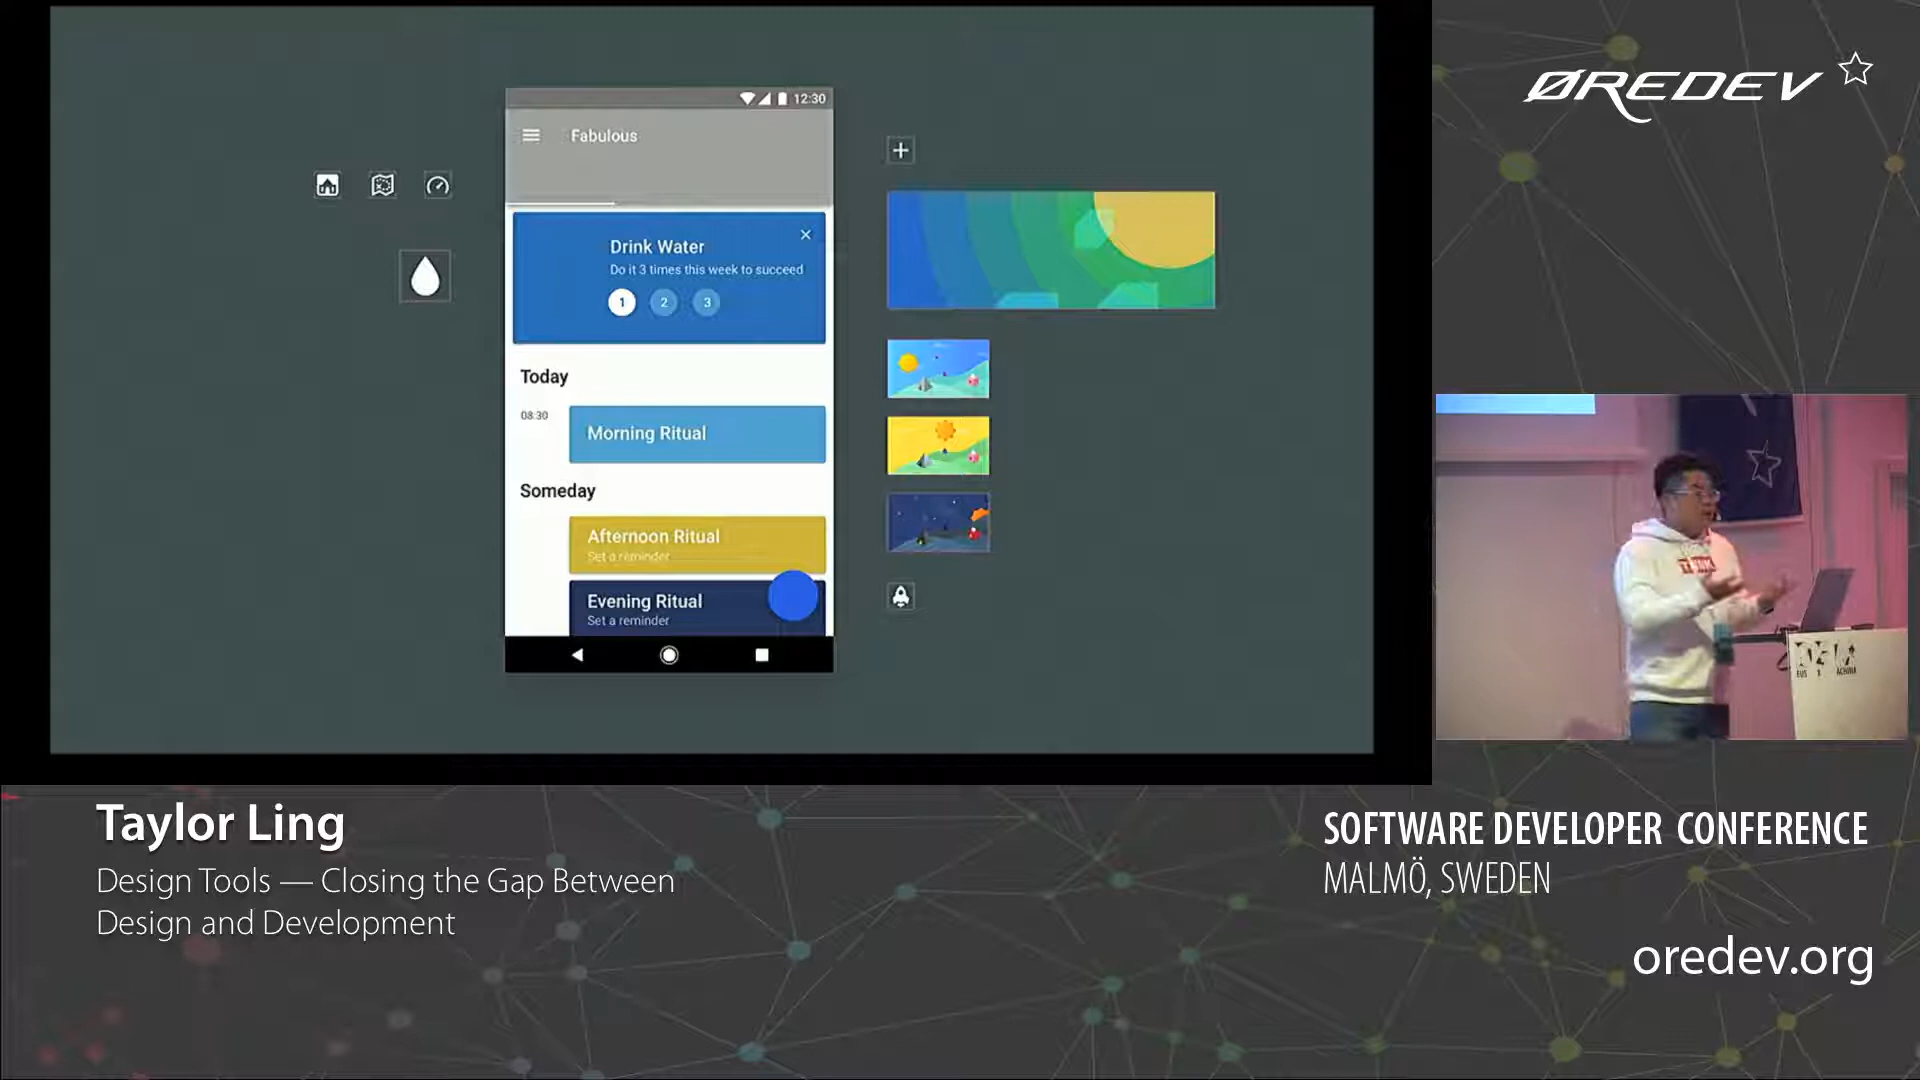 12:30
Fabulous
Drink Water
Do it 3 times this week to succeed
1 2 3
Today
08:30
Morning Ritual
Someday
Afternoon Ritual
Set a reminder
Evening Ritual
Set a reminder
ØREDEV
Taylor Ling
Design Tools — Closing the Gap Between
Design and Development
SOFTWARE DEVELOPER CONFERENCE
MALMÖ, SWEDEN
oredev.org